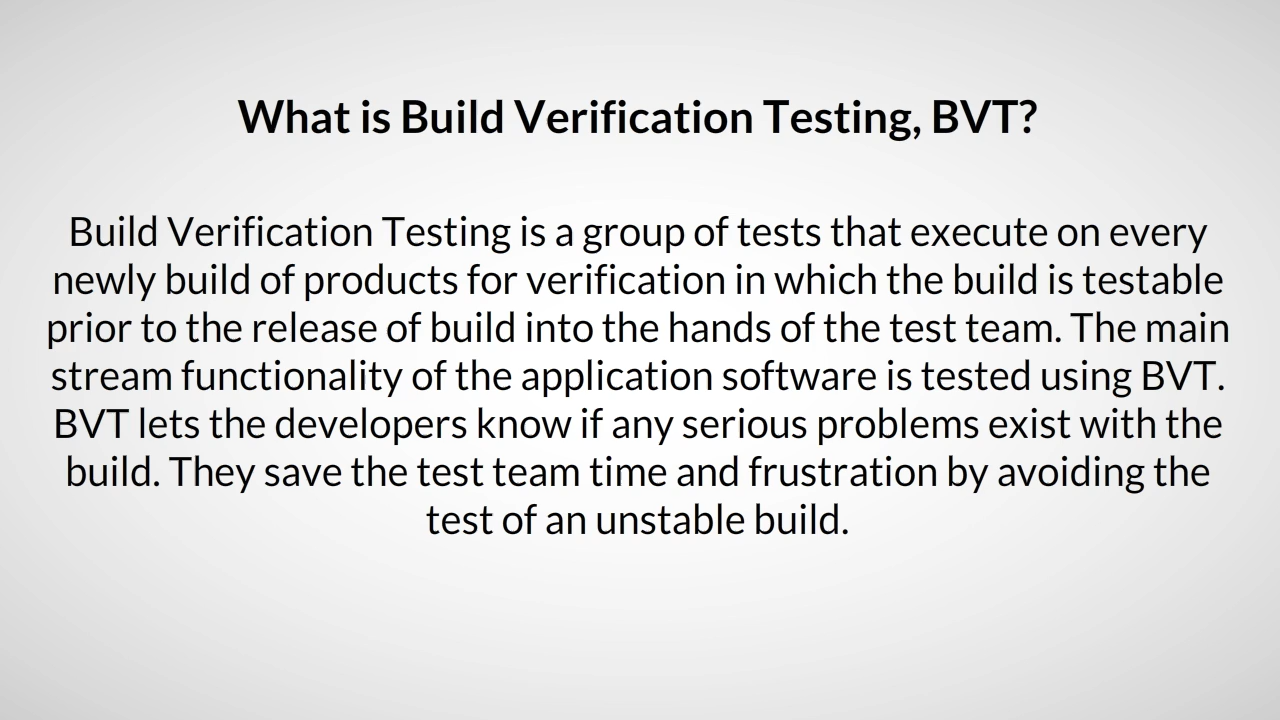 What is Build Verification Testing, BVT?
Build Verification Testing is a group of tests that execute on every
newly build of products for verification in which the build is testable
prior to the release of build into the hands of the test team. The main
stream functionality of the application software is tested using BVT.
BVT lets the developers know if any serious problems exist with the
build. They save the test team time and frustration by avoiding the
test of an unstable build.